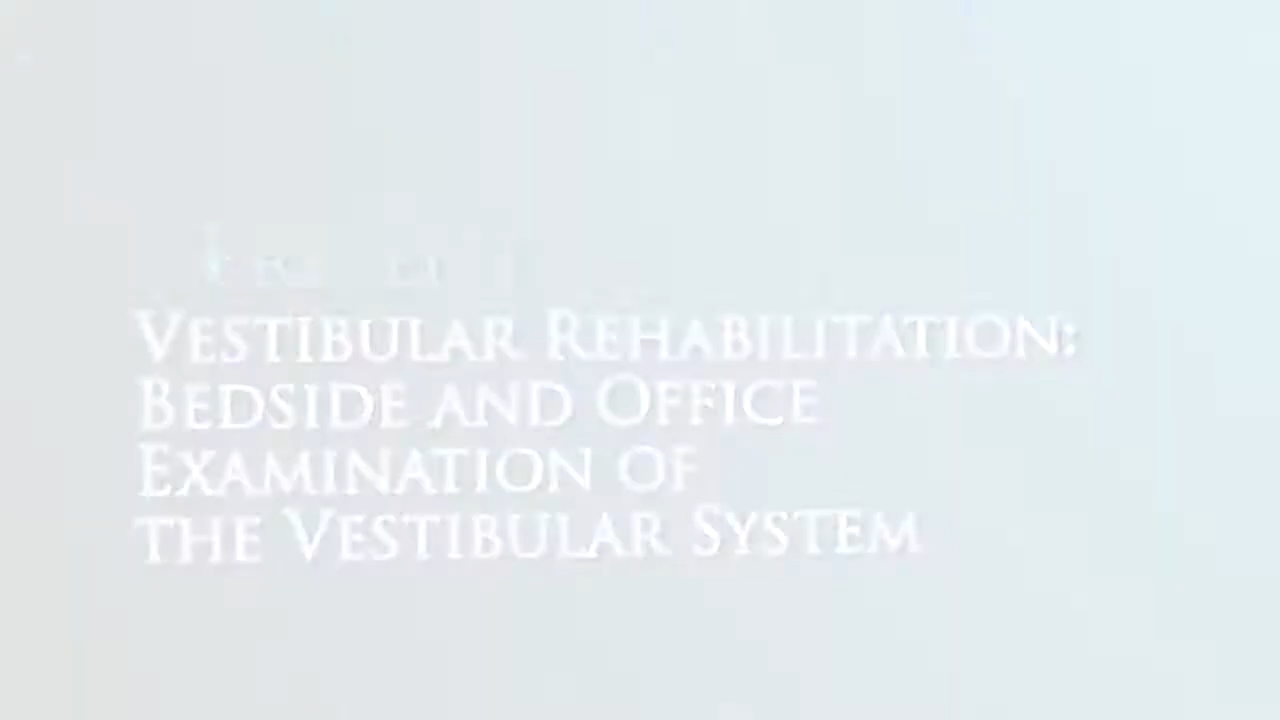 Vestibular Rehabilitation:
Bedside and Office
Examination of
the Vestibular System